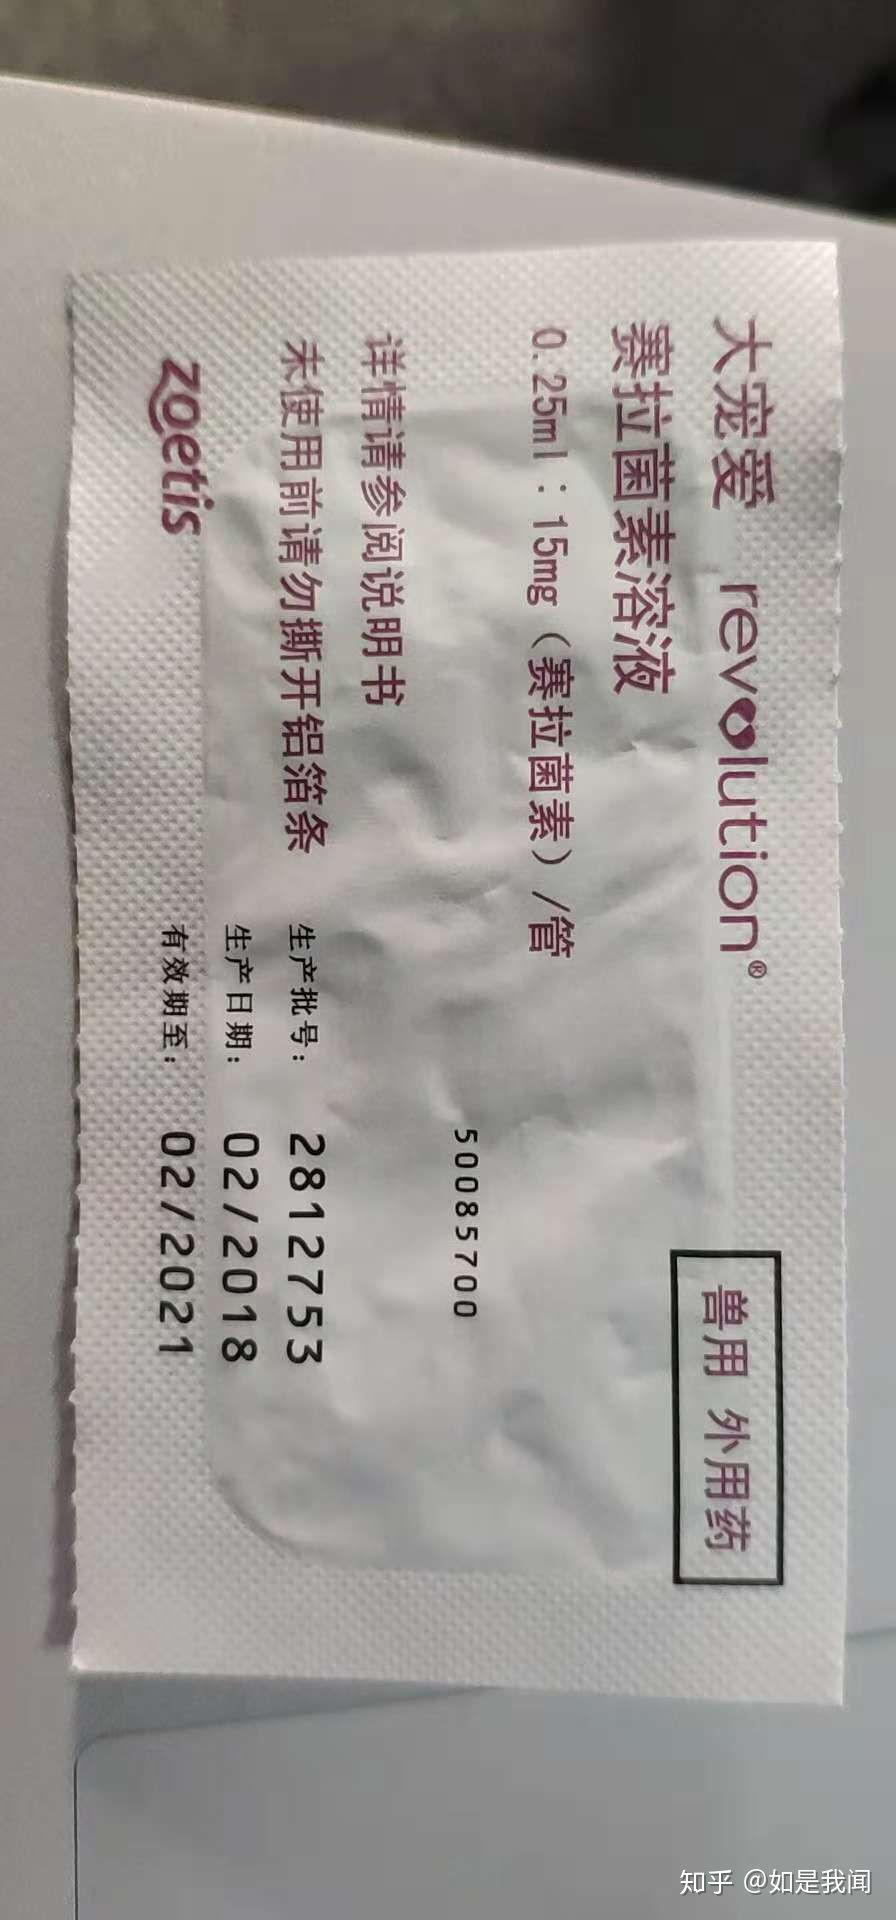 大宠爱 revolution®
兽用 外用药
赛拉菌素溶液
0.25ml：15mg（赛拉菌素）/管
50085700
详情请参阅说明书
未使用前请勿撕开铝箔条
生产批号： 2812753
生产日期： 02/2018
有效期至： 02/2021
zoetis
知乎 @如是我闻